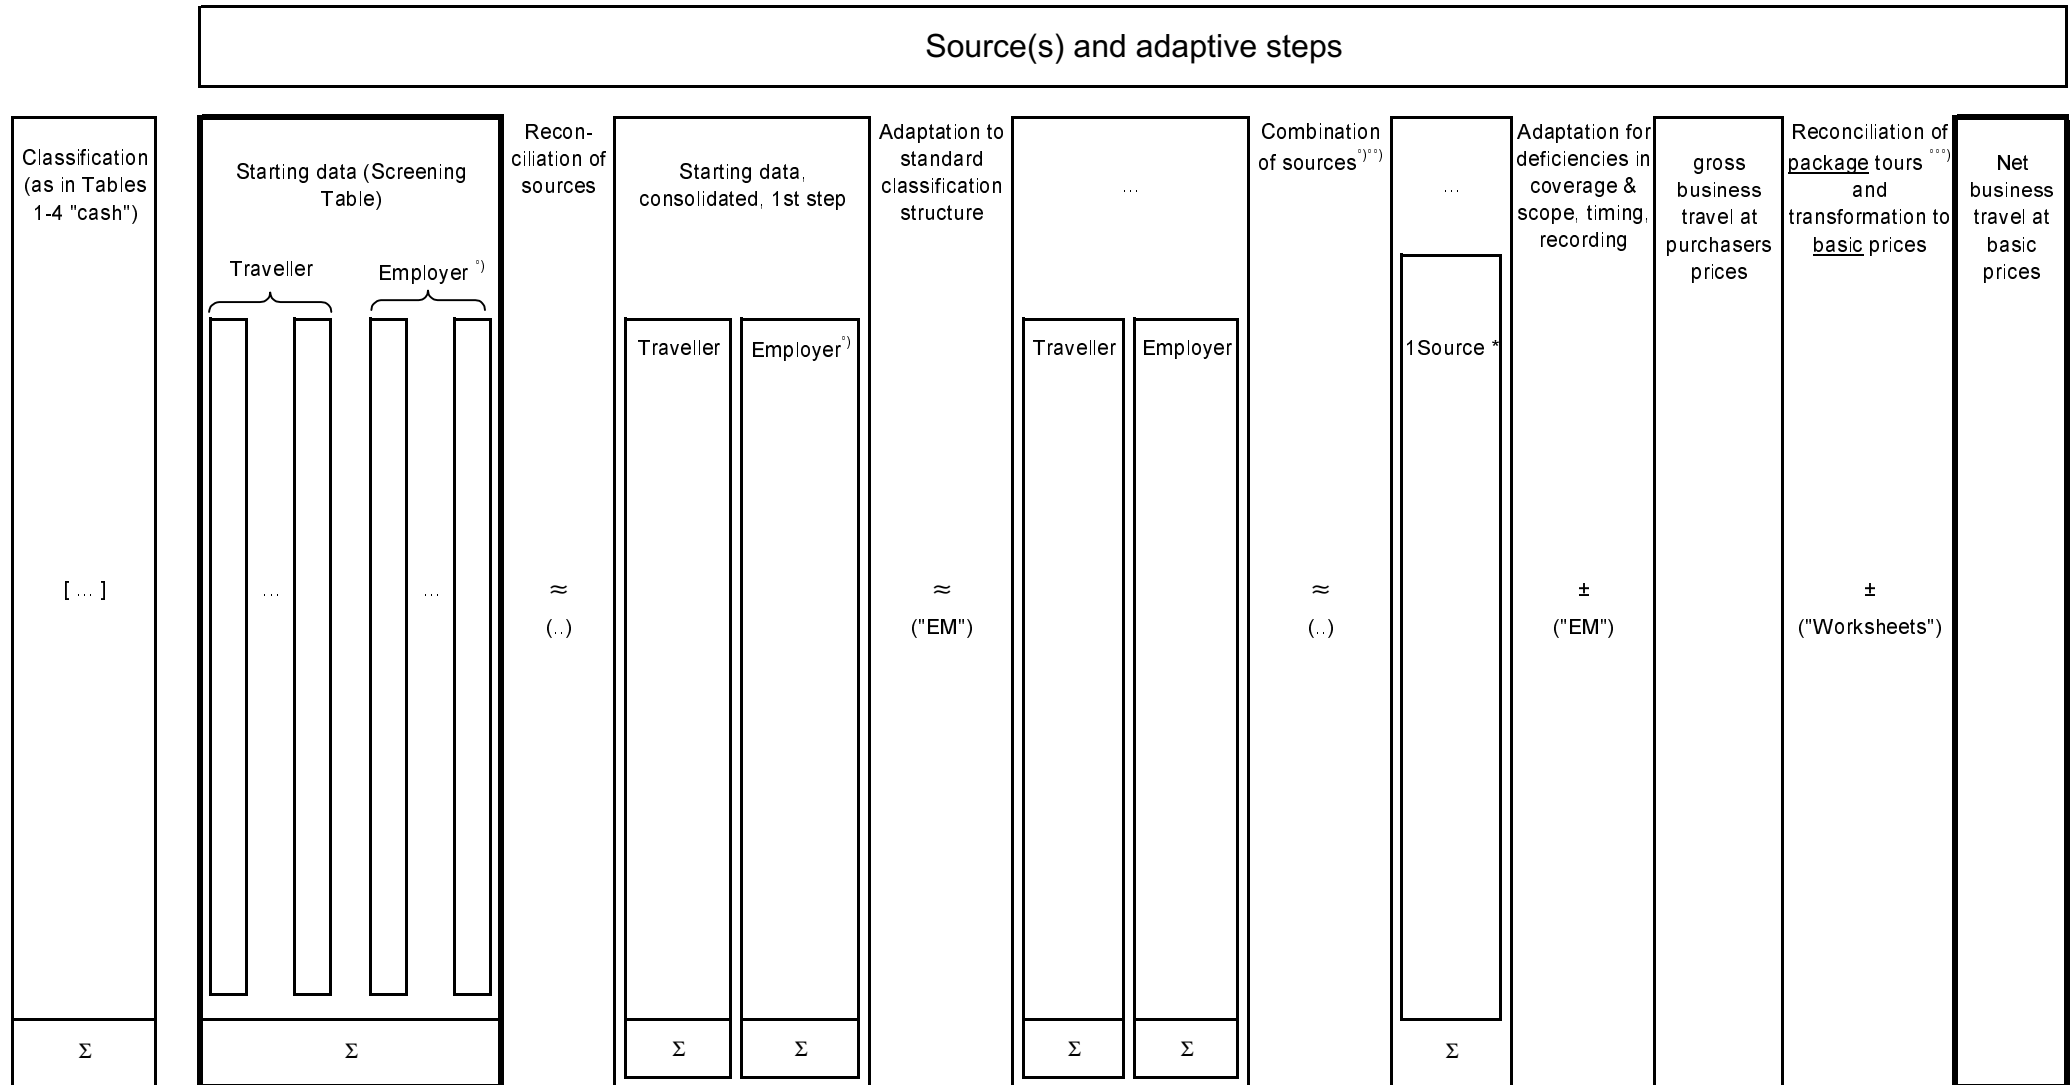 Source(s) and adaptive steps
Classification
(as in Tables
1-4 "cash")
[ ... ]
Σ
Starting data (Screening
Table)
Traveller
Employer °)
...
...
Σ
Recon-
ciliation of
sources
≈
(..)
Starting data,
consolidated, 1st step
Traveller
Employer°)
Σ
Σ
Adaptation to
standard
classification
structure
≈
("EM")
...
Traveller
Employer
Σ
Σ
Combination
of sources°)°°)
≈
(..)
...
1Source *
Σ
Adaptation for
deficiencies in
coverage &
scope, timing,
recording
±
("EM")
gross
business
travel at
purchasers
prices
Reconciliation of
package tours °°°)
and
transformation to
basic prices
±
("Worksheets")
Net
business
travel at
basic
prices